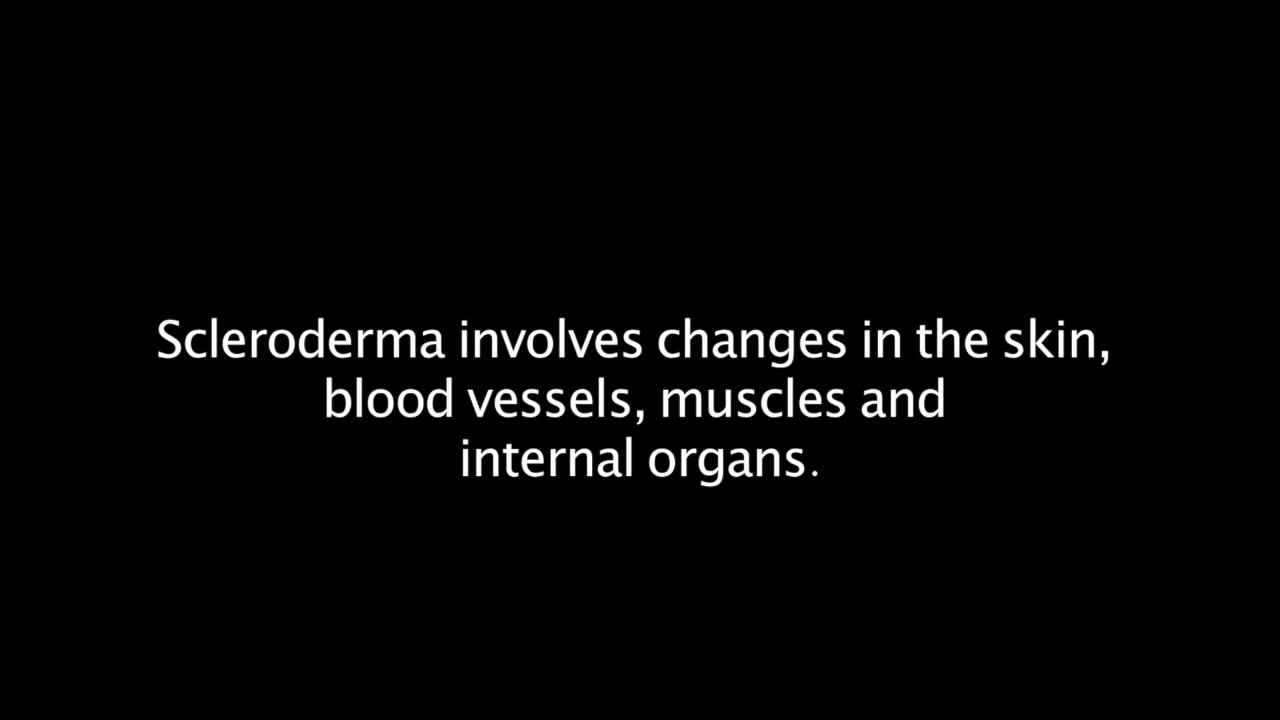 Scleroderma involves changes in the skin,
blood vessels, muscles and
internal organs.